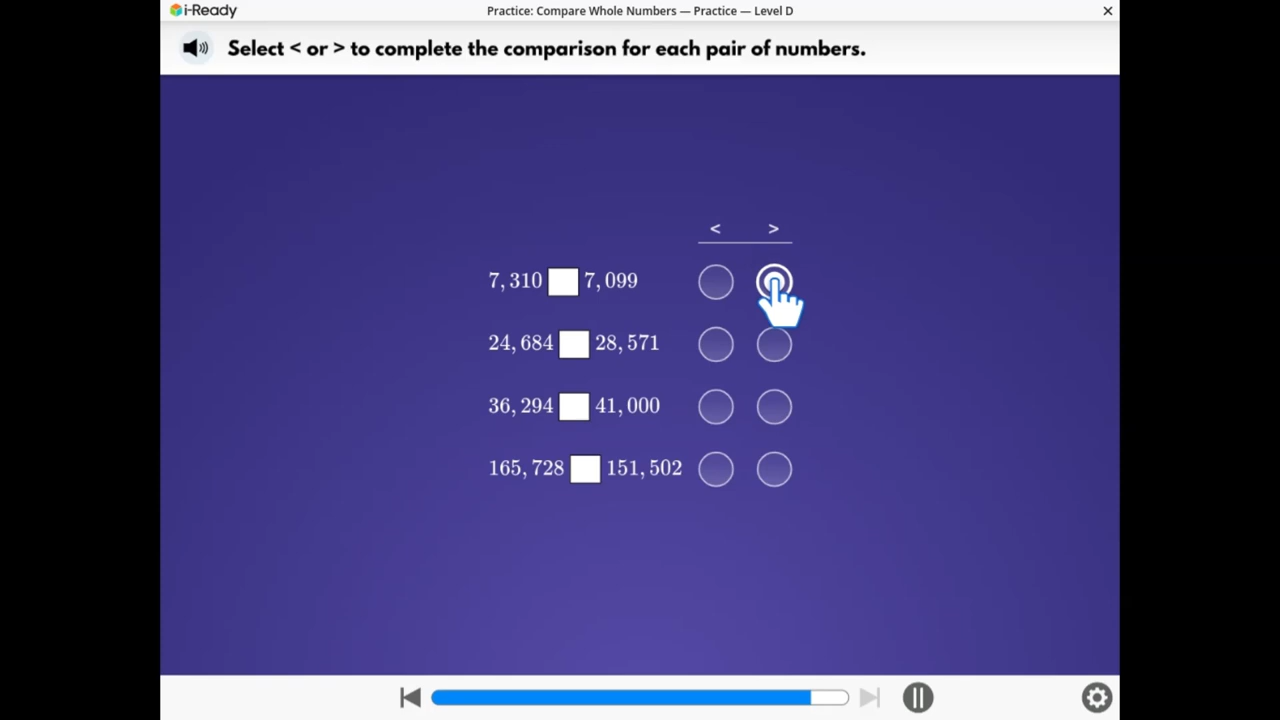 i-Ready
Practice: Compare Whole Numbers — Practice — Level D
×
Select < or > to complete the comparison for each pair of numbers.
< >
7,310 7,099
24,684 28,571
36,294 41,000
165,728 151,502